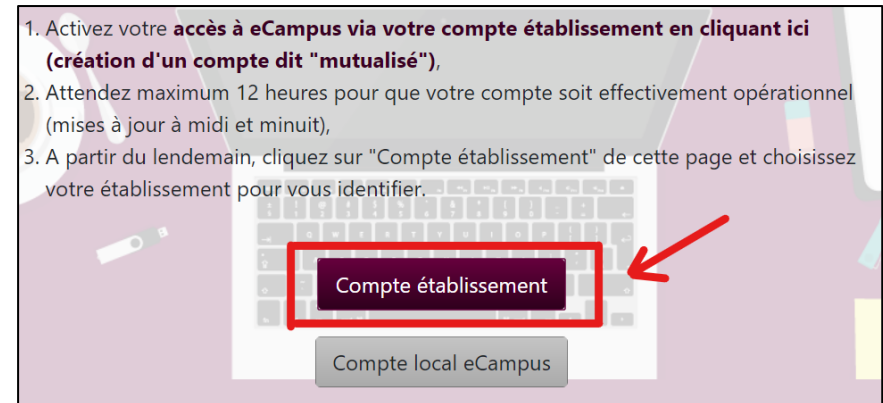 1. Activez votre accès à eCampus via votre compte établissement en cliquant ici
(création d'un compte dit "mutualisé"),
2. Attendez maximum 12 heures pour que votre compte soit effectivement opérationnel
(mises à jour à midi et minuit),
3. A partir du lendemain, cliquez sur "Compte établissement" de cette page et choisissez
votre établissement pour vous identifier.
Compte établissement
Compte local eCampus